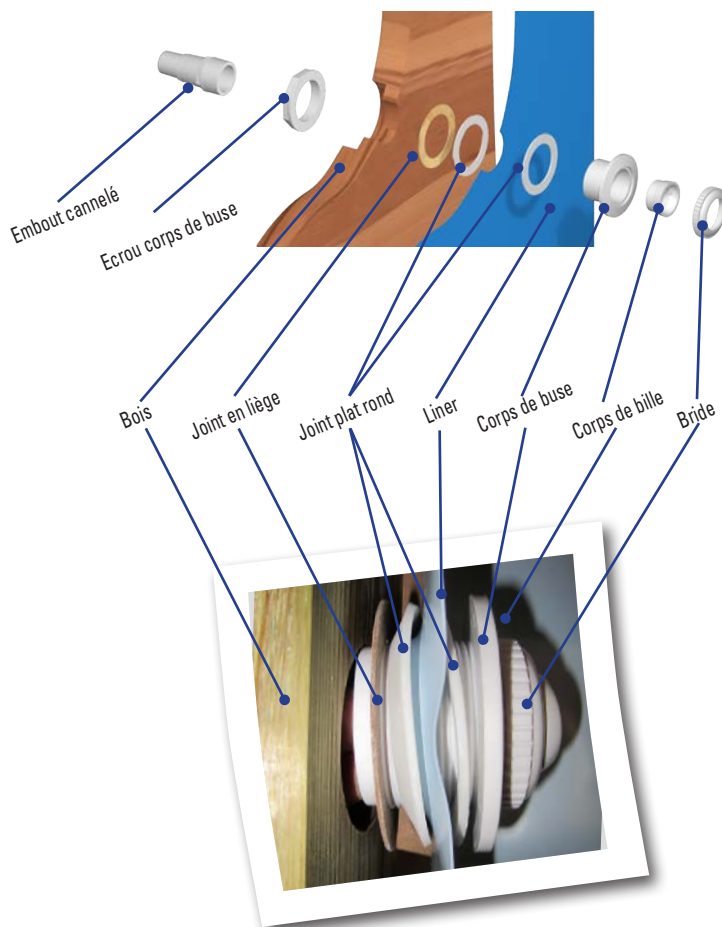 Embout cannelé
Ecrou corps de buse
Bois
Joint en liège
Joint plat rond
Liner
Corps de buse
Corps de bille
Bride